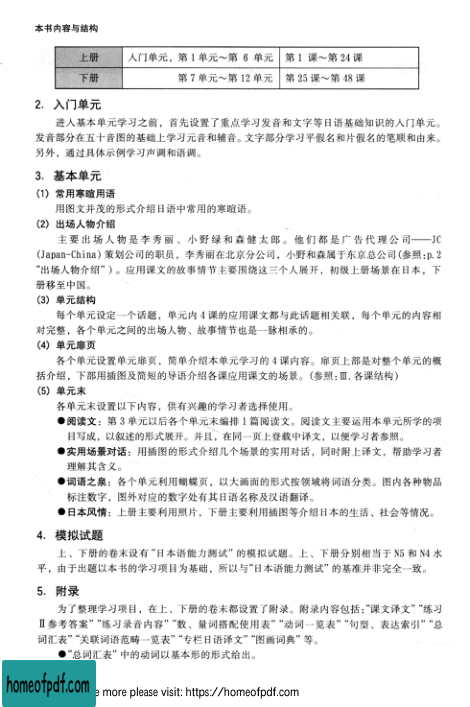 本书内容与结构
上册 入门单元，第1单元～第 6 单元 第1 课～第24课
下册 第7单元～第12单元 第25课～第48课
2. 入门单元
进入基本单元学习之前，首先设置了重点学习发音和文字等日语基础知识的入门单元。
发音部分在五十音图的基础上学习元音和辅音。文字部分学习平假名和片假名的笔顺和由来。
另外，通过具体示例学习声调和语调。
3. 基本单元
(1) 常用寒暄用语
用图文并茂的形式介绍日语中常用的寒暄语。
(2) 出场人物介绍
主要出场人物是李秀丽、小野绿和森健太郎。他们都是广告代理公司——JC
(Japan-China)策划公司的职员，李秀丽在北京分公司，小野和森属于东京总公司(参照:p.2
“出场人物介绍”)。应用课文的故事情节主要围绕这三个人展开，初级上册场景在日本，下
册移至中国。
(3) 单元结构
每个单元设定一个话题，单元内4课的应用课文都与此话题相关联，每个单元的内容相
对完整，各个单元之间的出场人物、故事情节也是一脉相承的。
(4) 单元扉页
各个单元设置单元扉页，简单介绍本单元学习的4课内容。扉页上部是对整个单元的概
括介绍，下部用插图及简短的导语介绍各课应用课文的场景。(参照:Ⅲ.各课结构)
(5) 单元末
各单元末设置以下内容，供有兴趣的学习者选择使用。
●阅读文：第3单元以后各个单元末编排1篇阅读文。阅读文主要运用本单元所学的项
目写成，以叙述的形式展开。并且，在同一页上登载中译文，以便学习者参照。
●实用场景对话：用插图的形式介绍几个场景的实用对话，同时附上译文，帮助学习者
理解其含义。
●词语之泉：各个单元利用蝴蝶页，以大画面的形式按领域将词语分类。图内各种物品
标注数字，图外对应的数字处有其日语名称及汉语翻译。
●日本风情：上册主要利用照片，下册主要利用插图等介绍日本的生活、社会等情况。
4. 模拟试题
上、下册的卷末设有“日本语能力测试”的模拟试题。上、下册分别相当于N5和N4水
平，由于出题以本书的学习项目为基础，所以与“日本语能力测试”的基准并非完全一致。
5. 附录
为了整理学习项目，在上、下册的卷末都设置了附录。附录内容包括:“课文译文”“练习
Ⅱ参考答案”“练习录音内容”“数、量词搭配使用表”“动词一览表”“句型、表达索引”“总
词汇表”“关联词语范畴一览表”“专栏日语译文”“图画词典”等。
●“总词汇表”中的动词以基本形的形式给出。
homeofpdf.com
e more please visit: https://homeofpdf.com